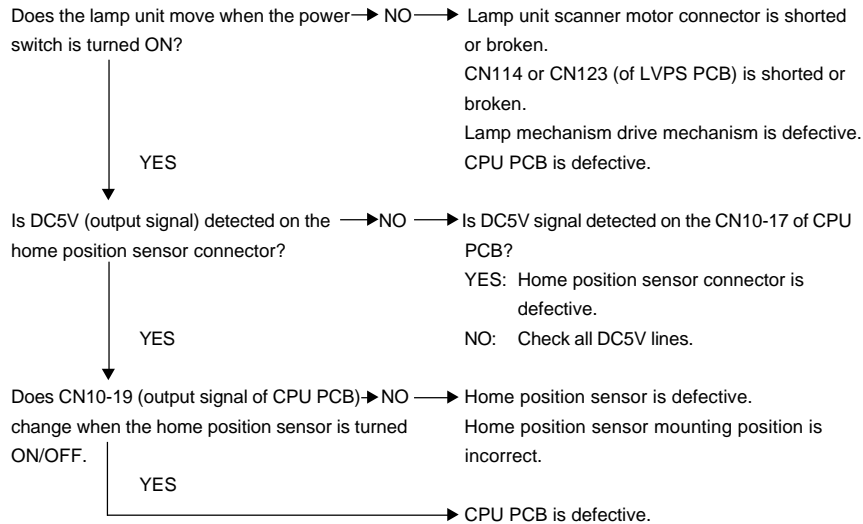 Does the lamp unit move when the power NO Lamp unit scanner motor connector is shorted
switch is turned ON? or broken.
CN114 or CN123 (of LVPS PCB) is shorted or
broken.
Lamp mechanism drive mechanism is defective.
YES CPU PCB is defective.
Is DC5V (output signal) detected on the NO Is DC5V signal detected on the CN10-17 of CPU
home position sensor connector? PCB?
YES: Home position sensor connector is
defective.
YES NO: Check all DC5V lines.
Does CN10-19 (output signal of CPU PCB) NO Home position sensor is defective.
change when the home position sensor is turned Home position sensor mounting position is
ON/OFF. incorrect.
YES
CPU PCB is defective.